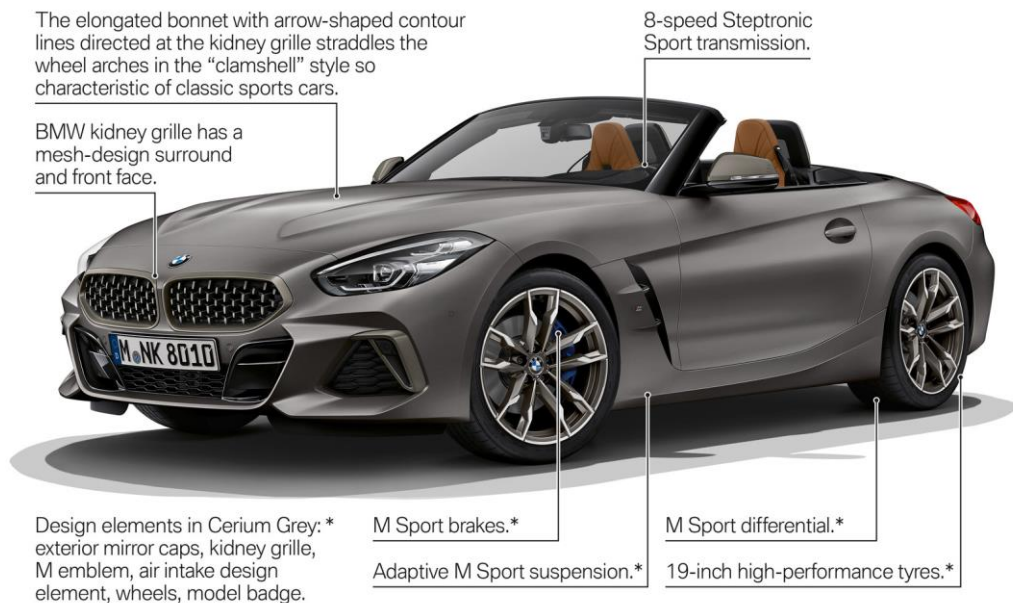 The elongated bonnet with arrow-shaped contour
lines directed at the kidney grille straddles the
wheel arches in the “clamshell” style so
characteristic of classic sports cars.
8-speed Steptronic
Sport transmission.
BMW kidney grille has a
mesh-design surround
and front face.
M NK 8010
Design elements in Cerium Grey: *
exterior mirror caps, kidney grille,
M emblem, air intake design
element, wheels, model badge.
M Sport brakes.*
Adaptive M Sport suspension.*
M Sport differential.*
19-inch high-performance tyres.*